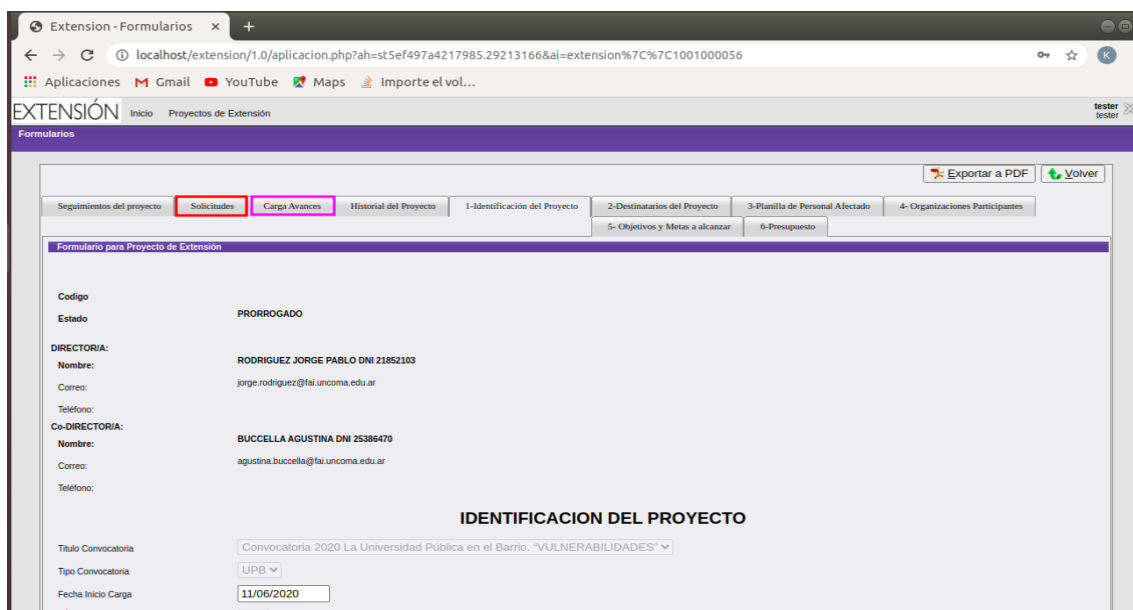 Extension - Formularios × +
localhost/extension/1.0/aplicacion.php?ah=st5ef497a4217985.29213166&ai=extension%7C%7C1001000056 K
Aplicaciones Gmail YouTube Maps Importe el vol...
EXTENSIÓN Inicio Proyectos de Extensión tester
tester
Formularios
Exportar a PDF Volver
Seguimientos del proyecto Solicitudes Carga Avances Historial del Proyecto 1-Identificación del Proyecto 2-Destinatarios del Proyecto 3-Planilla de Personal Afectado 4- Organizaciones Participantes
5- Objetivos y Metas a alcanzar 6-Presupuesto
Formulario para Proyecto de Extensión
Codigo
Estado PRORROGADO
DIRECTOR/A:
Nombre: RODRIGUEZ JORGE PABLO DNI 21852103
Correo: jorge.rodriguez@fai.uncoma.edu.ar
Teléfono:
Co-DIRECTOR/A:
Nombre: BUCCELLA AGUSTINA DNI 25386470
Correo: agustina.buccella@fai.uncoma.edu.ar
Teléfono:
IDENTIFICACION DEL PROYECTO
Titulo Convocatoria Convocatoria 2020 La Universidad Pública en el Barrio. "VULNERABILIDADES"
Tipo Convocatoria UPB
Fecha Inicio Carga 11/06/2020